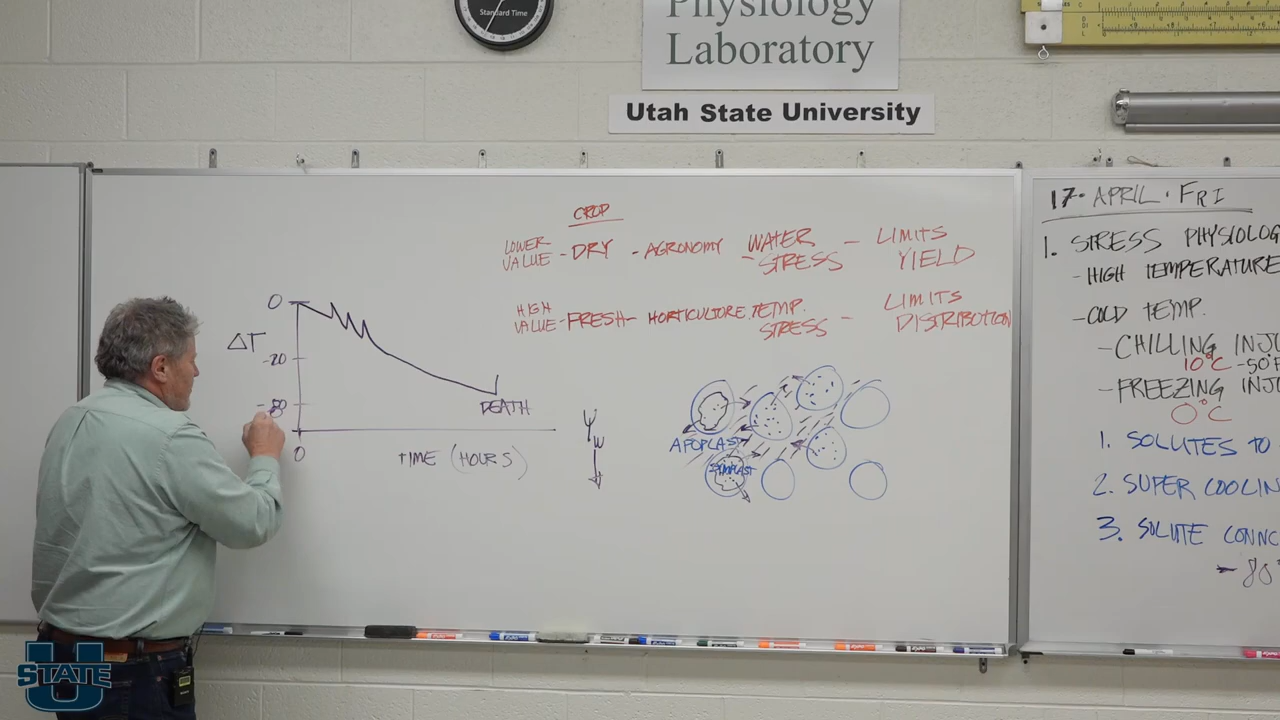 Standard Time
Physiology
Laboratory
Utah State University
CROP
LOWER
VALUE - DRY - AGRONOMY WATER
- STRESS - LIMITS
YIELD
HIGH
VALUE - FRESH - HORTICULTURE TEMP.
STRESS - LIMITS
DISTRIBUTION
0
ΔT
-20
DEATH
0
TIME (HOURS)
Ψw
APOPLAST
SYMPLAST
17 APRIL · FRI
1. STRESS PHYSIOLOG
- HIGH TEMPERATURE
- COLD TEMP.
- CHILLING INJU
10°C - 50°F
- FREEZING INJU
0°C
1. SOLUTES TO
2. SUPER COOLIN
3. SOLUTE CONNC
- 80°
U
STATE